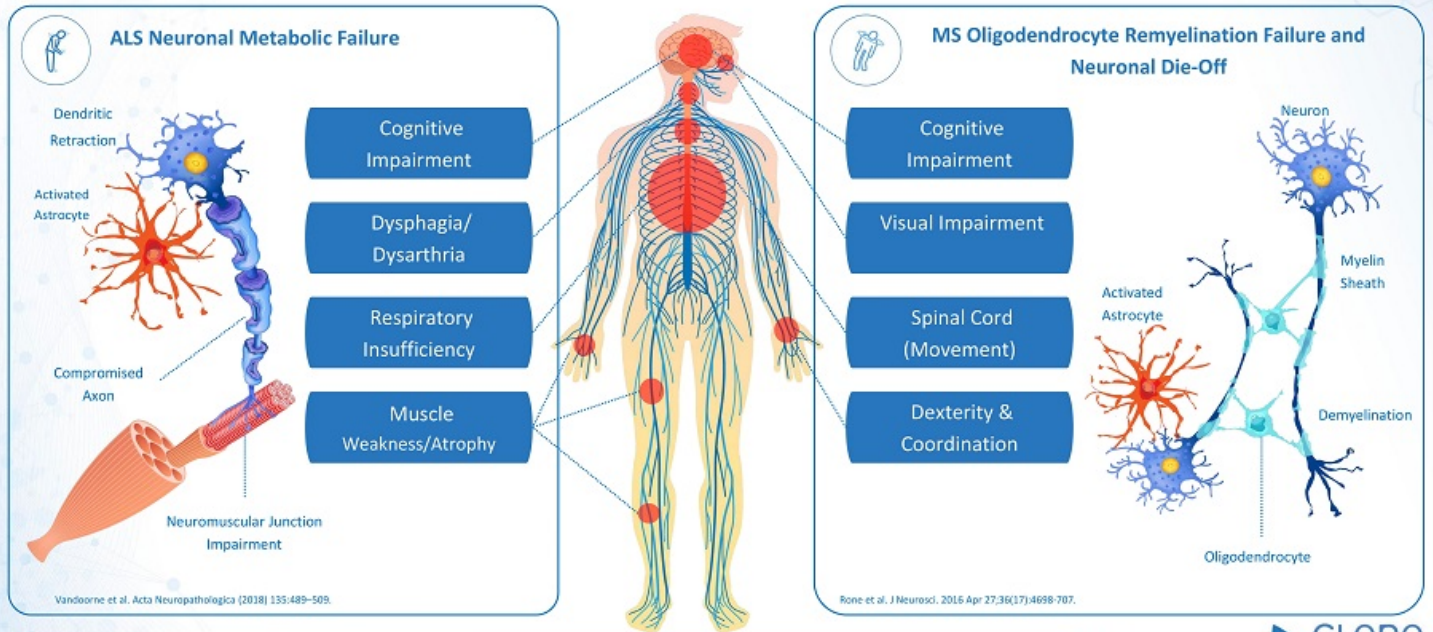 ALS Neuronal Metabolic Failure
Dendritic
Retraction
Activated
Astrocyte
Compromised
Axon
Neuromuscular Junction
Impairment
Cognitive
Impairment
Dysphagia/
Dysarthria
Respiratory
Insufficiency
Muscle
Weakness/Atrophy
Vandoorne et al. Acta Neuropathologica (2018) 135:489–509.
MS Oligodendrocyte Remyelination Failure and
Neuronal Die-Off
Cognitive
Impairment
Visual Impairment
Spinal Cord
(Movement)
Dexterity &
Coordination
Neuron
Myelin
Sheath
Activated
Astrocyte
Demyelination
Oligodendrocyte
Rone et al. J Neurosci. 2016 Apr 27;36(17):4698-707.